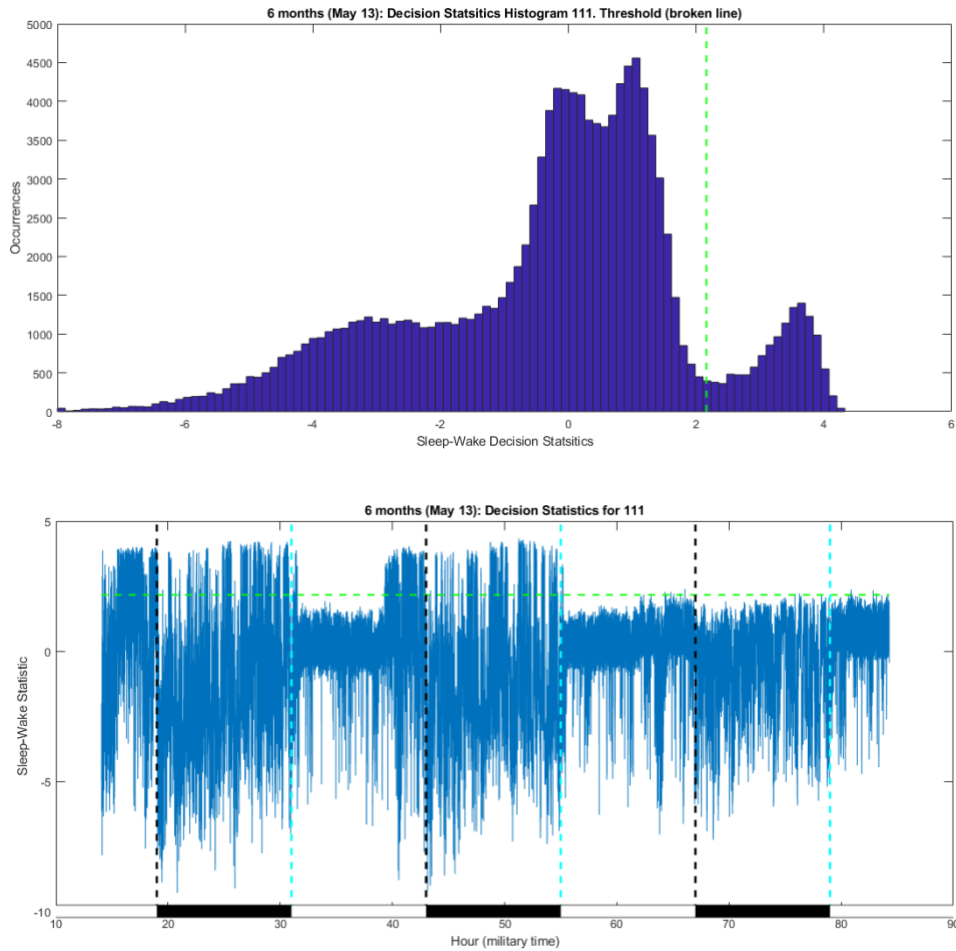 6 months (May 13): Decision Statsitics Histogram 111. Threshold (broken line)
5000
4500
4000
3500
3000
2500
2000
1500
1000
500
0
Occurrences
-8 -6 -4 -2 0 2 4 6
Sleep-Wake Decision Statsitics
6 months (May 13): Decision Statistics for 111
5
0
-5
-10
Sleep-Wake Statistic
10 20 30 40 50 60 70 80 90
Hour (military time)